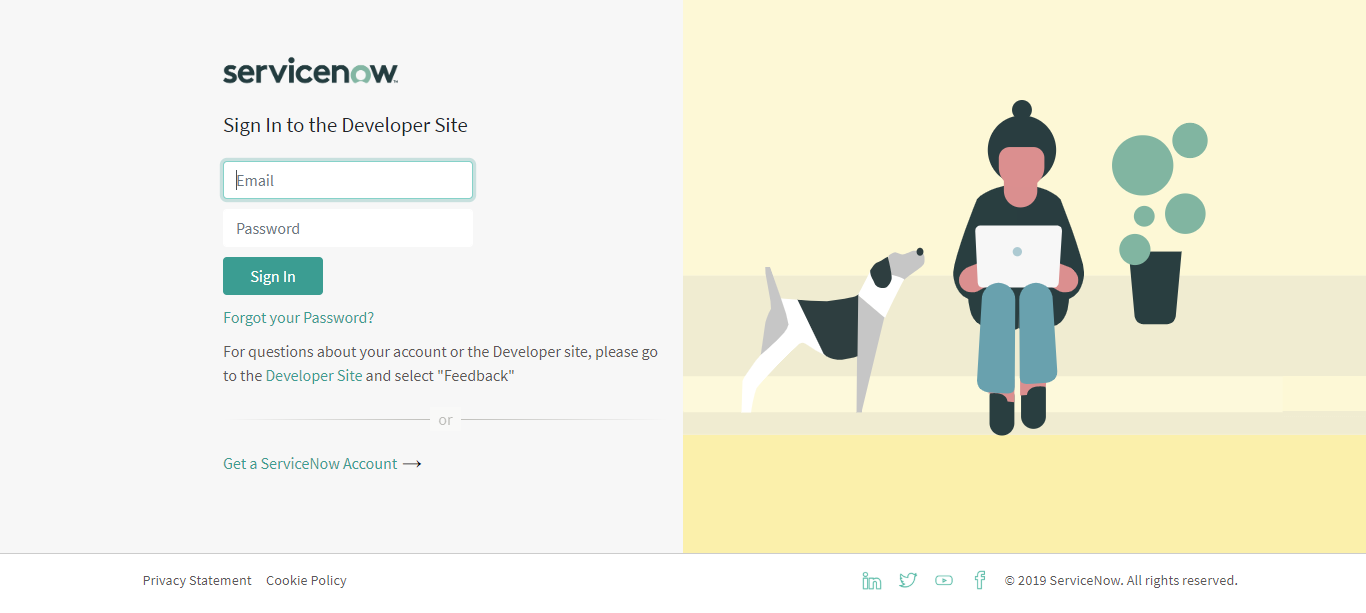 servicenow
Sign In to the Developer Site
Email
Password
Sign In
Forgot your Password?
For questions about your account or the Developer site, please go
to the Developer Site and select "Feedback"
or
Get a ServiceNow Account →
Privacy Statement Cookie Policy
© 2019 ServiceNow. All rights reserved.